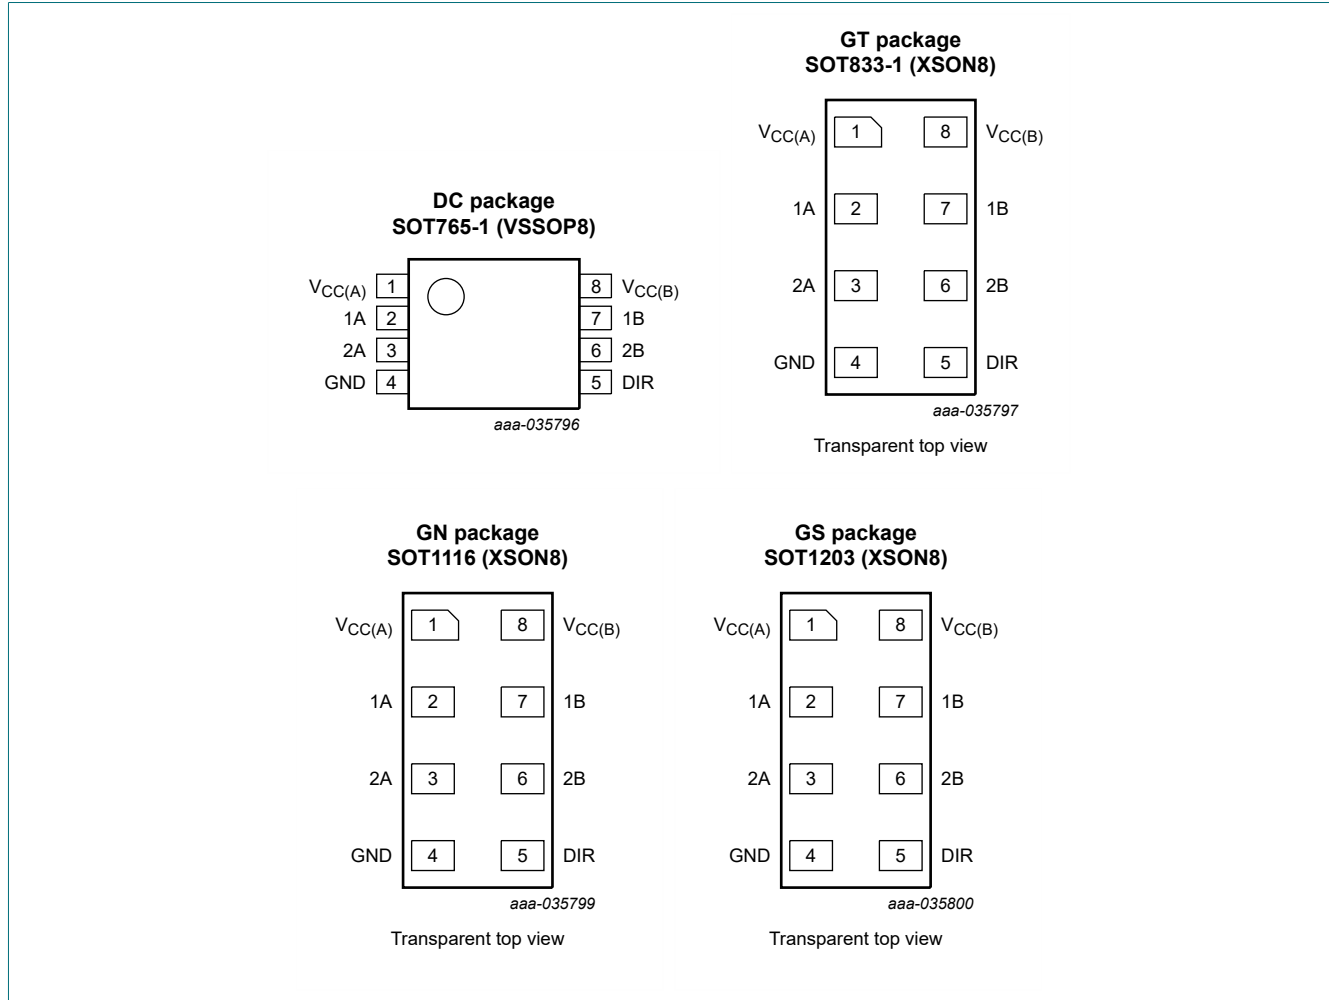 GT package
SOT833-1 (XSON8)
VCC(A) 1 8 VCC(B)
1A 2 7 1B
2A 3 6 2B
GND 4 5 DIR
aaa-035797
Transparent top view
DC package
SOT765-1 (VSSOP8)
VCC(A) 1 8 VCC(B)
1A 2 7 1B
2A 3 6 2B
GND 4 5 DIR
aaa-035796
GN package
SOT1116 (XSON8)
VCC(A) 1 8 VCC(B)
1A 2 7 1B
2A 3 6 2B
GND 4 5 DIR
aaa-035799
Transparent top view
GS package
SOT1203 (XSON8)
VCC(A) 1 8 VCC(B)
1A 2 7 1B
2A 3 6 2B
GND 4 5 DIR
aaa-035800
Transparent top view